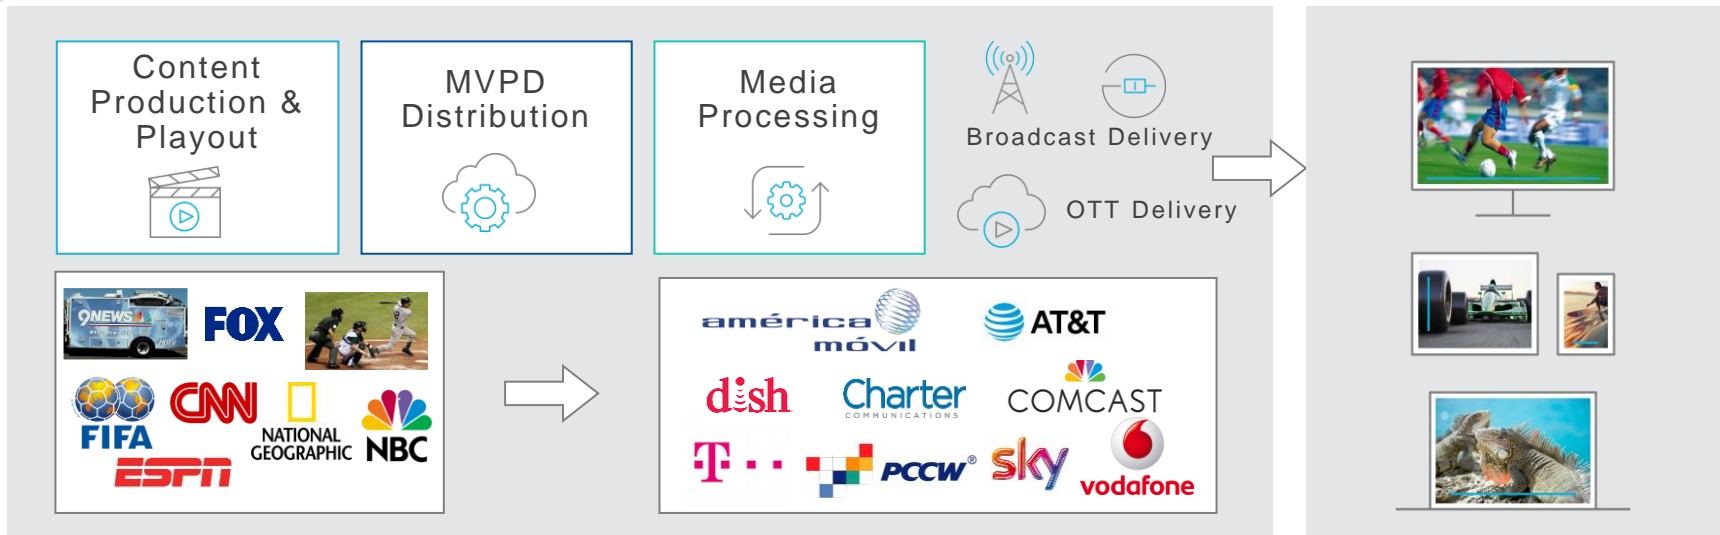 Content
Production &
Playout
MVPD
Distribution
Media
Processing
Broadcast Delivery
OTT Delivery
9NEWS
FOX
FIFA
CNN
NATIONAL
GEOGRAPHIC
NBC
ESPN
américa
móvil
AT&T
dish
Charter
COMMUNICATIONS
COMCAST
T
PCCW®
sky
vodafone